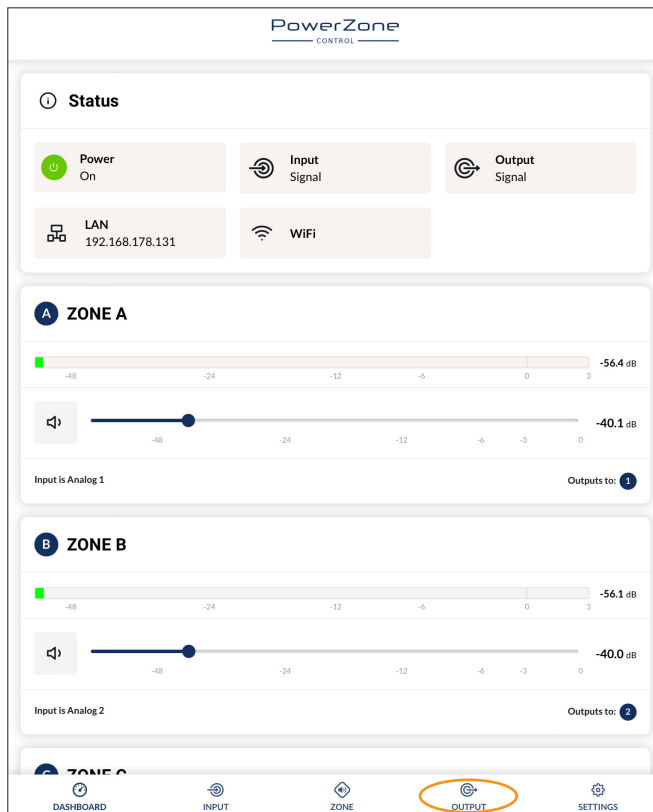 PowerZone
CONTROL
Status
Power
On
Input
Signal
Output
Signal
LAN
192.168.178.131
WiFi
A ZONE A
-56.4 dB
-48 -24 -12 -6 0 3
-40.1 dB
-48 -24 -12 -6 -3 0
Input is Analog 1 Outputs to: 1
B ZONE B
-56.1 dB
-48 -24 -12 -6 0 3
-40.0 dB
-48 -24 -12 -6 -3 0
Input is Analog 2 Outputs to: 2
C ZONE C
DASHBOARD INPUT ZONE OUTPUT SETTINGS